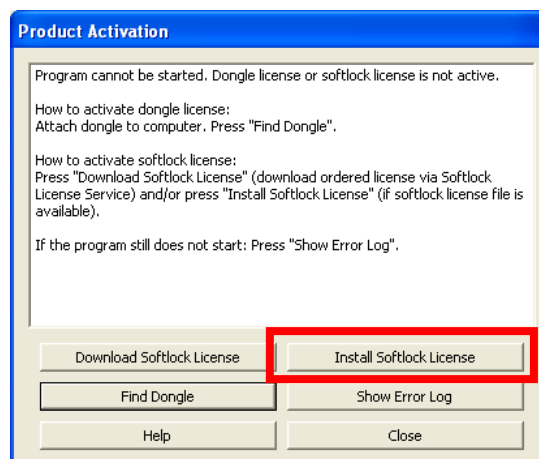 Product Activation
Program cannot be started. Dongle license or softlock license is not active.
How to activate dongle license:
Attach dongle to computer. Press "Find Dongle".
How to activate softlock license:
Press "Download Softlock License" (download ordered license via Softlock
License Service) and/or press "Install Softlock License" (if softlock license file is
available).
If the program still does not start: Press "Show Error Log".
Download Softlock License
Install Softlock License
Find Dongle
Show Error Log
Help
Close